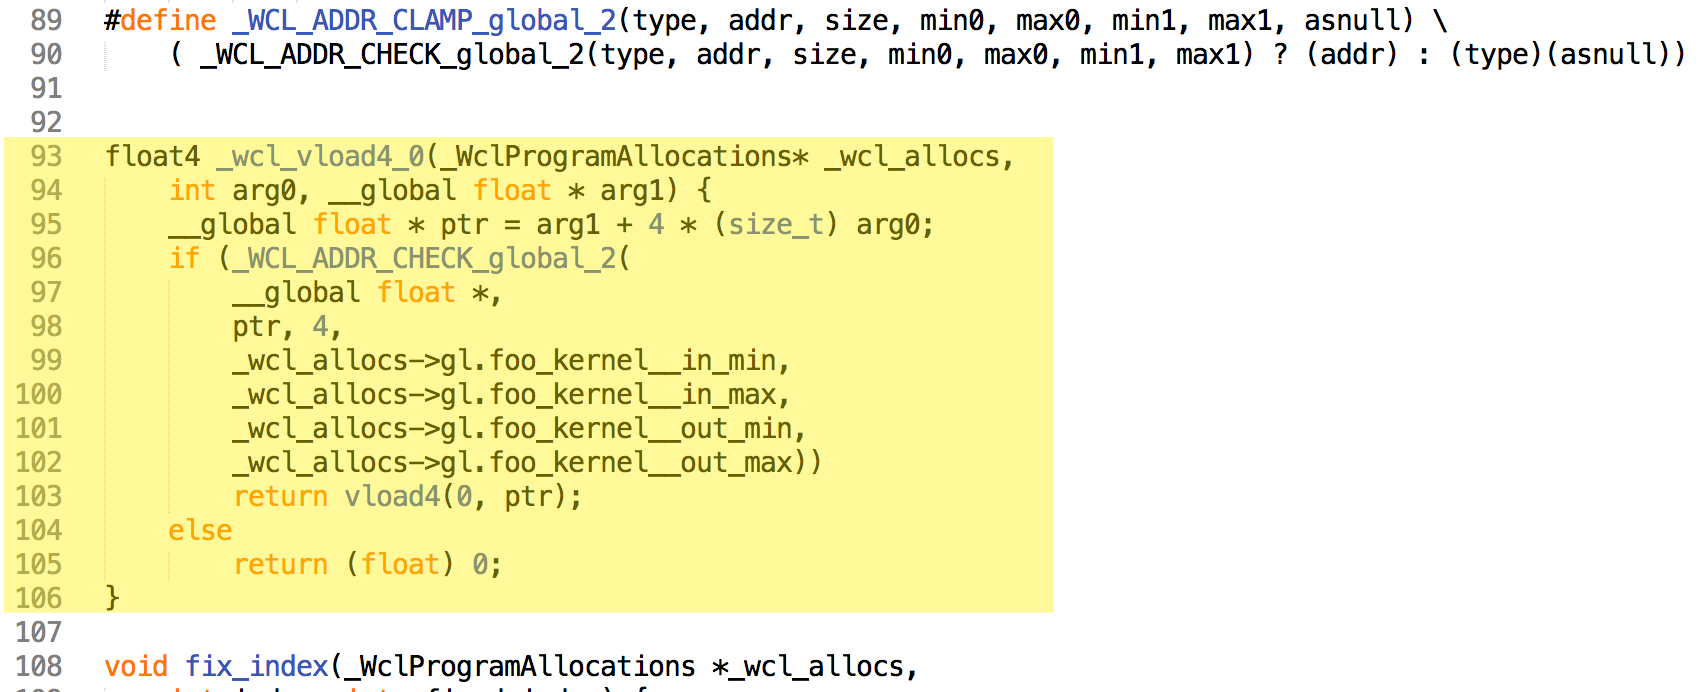 89 #define _WCL_ADDR_CLAMP_global_2(type, addr, size, min0, max0, min1, max1, asnull) \
90 ( _WCL_ADDR_CHECK_global_2(type, addr, size, min0, max0, min1, max1) ? (addr) : (type)(asnull))
91
92
93 float4 _wcl_vload4_0(_WclProgramAllocations* _wcl_allocs,
94 int arg0, __global float * arg1) {
95 __global float * ptr = arg1 + 4 * (size_t) arg0;
96 if (_WCL_ADDR_CHECK_global_2(
97 __global float *,
98 ptr, 4,
99 _wcl_allocs->gl.foo_kernel__in_min,
100 _wcl_allocs->gl.foo_kernel__in_max,
101 _wcl_allocs->gl.foo_kernel__out_min,
102 _wcl_allocs->gl.foo_kernel__out_max))
103 return vload4(0, ptr);
104 else
105 return (float) 0;
106 }
107
108 void fix_index(_WclProgramAllocations *_wcl_allocs,